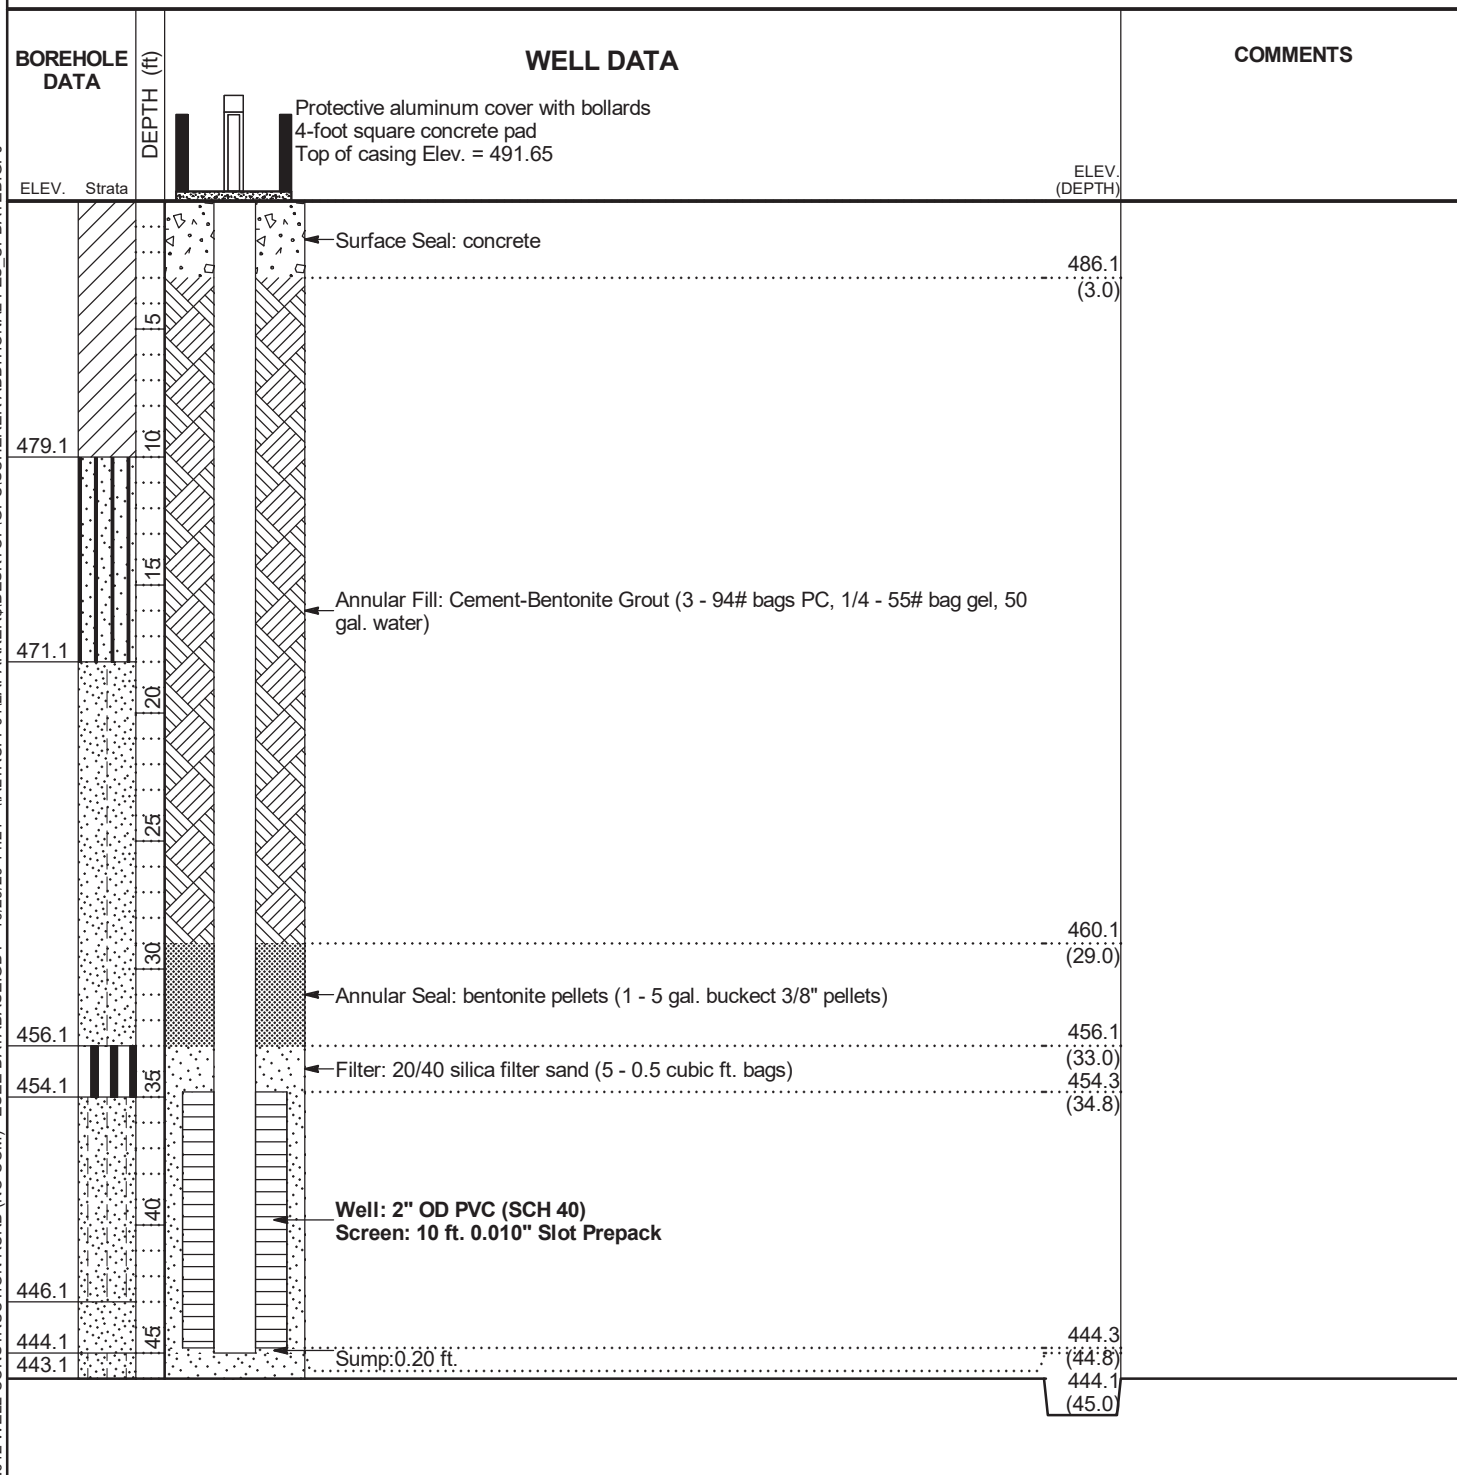 BOREHOLE
DATA
DEPTH (ft)
WELL DATA
COMMENTS
Protective aluminum cover with bollards
4-foot square concrete pad
Top of casing Elev. = 491.65
ELEV. Strata
ELEV.
(DEPTH)
Surface Seal: concrete
486.1
(3.0)
5
479.1
10
15
Annular Fill: Cement-Bentonite Grout (3 - 94# bags PC, 1/4 - 55# bag gel, 50
gal. water)
471.1
20
25
460.1
(29.0)
30
Annular Seal: bentonite pellets (1 - 5 gal. buckect 3/8" pellets)
456.1
456.1
(33.0)
Filter: 20/40 silica filter sand (5 - 0.5 cubic ft. bags)
454.1
35
454.3
(34.8)
40
Well: 2" OD PVC (SCH 40)
Screen: 10 ft. 0.010" Slot Prepack
446.1
444.1
45
444.3
(44.8)
Sump:0.20 ft.
443.1
444.1
(45.0)